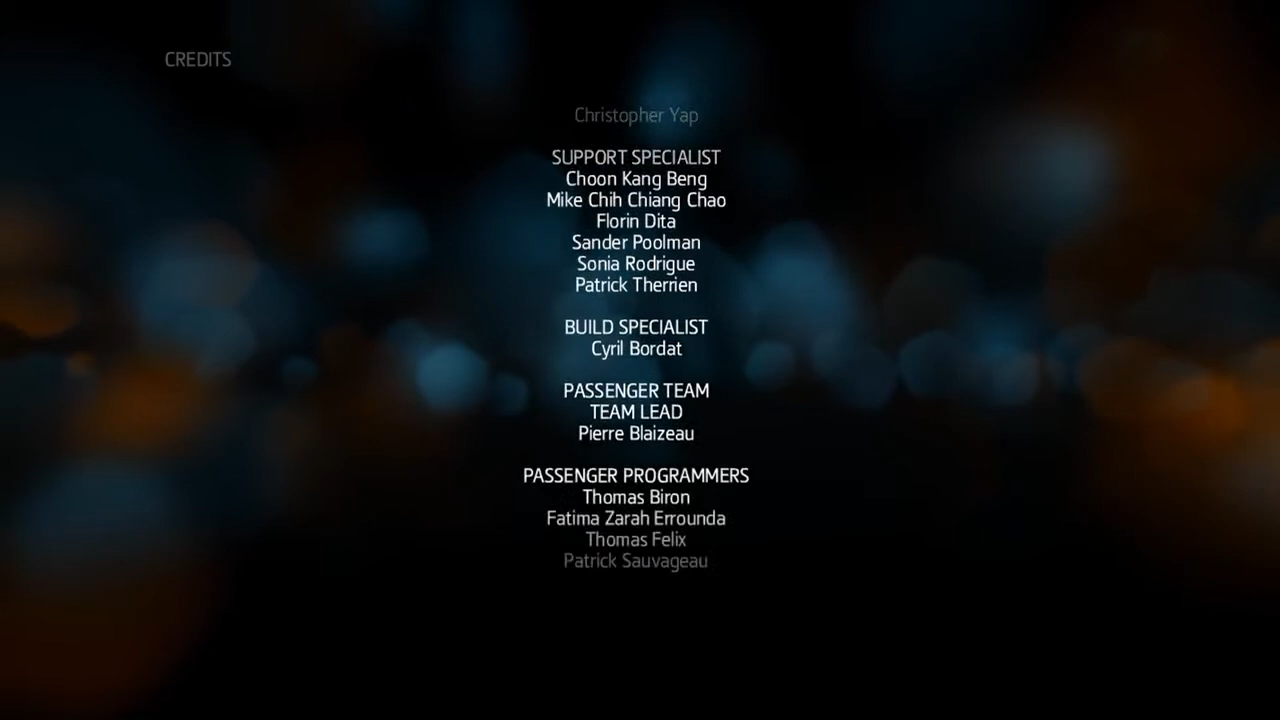 CREDITS
Christopher Yap
SUPPORT SPECIALIST
Choon Kang Beng
Mike Chih Chiang Chao
Florin Dita
Sander Poolman
Sonia Rodrigue
Patrick Therrien
BUILD SPECIALIST
Cyril Bordat
PASSENGER TEAM
TEAM LEAD
Pierre Blaizeau
PASSENGER PROGRAMMERS
Thomas Biron
Fatima Zarah Errounda
Thomas Felix
Patrick Sauvageau